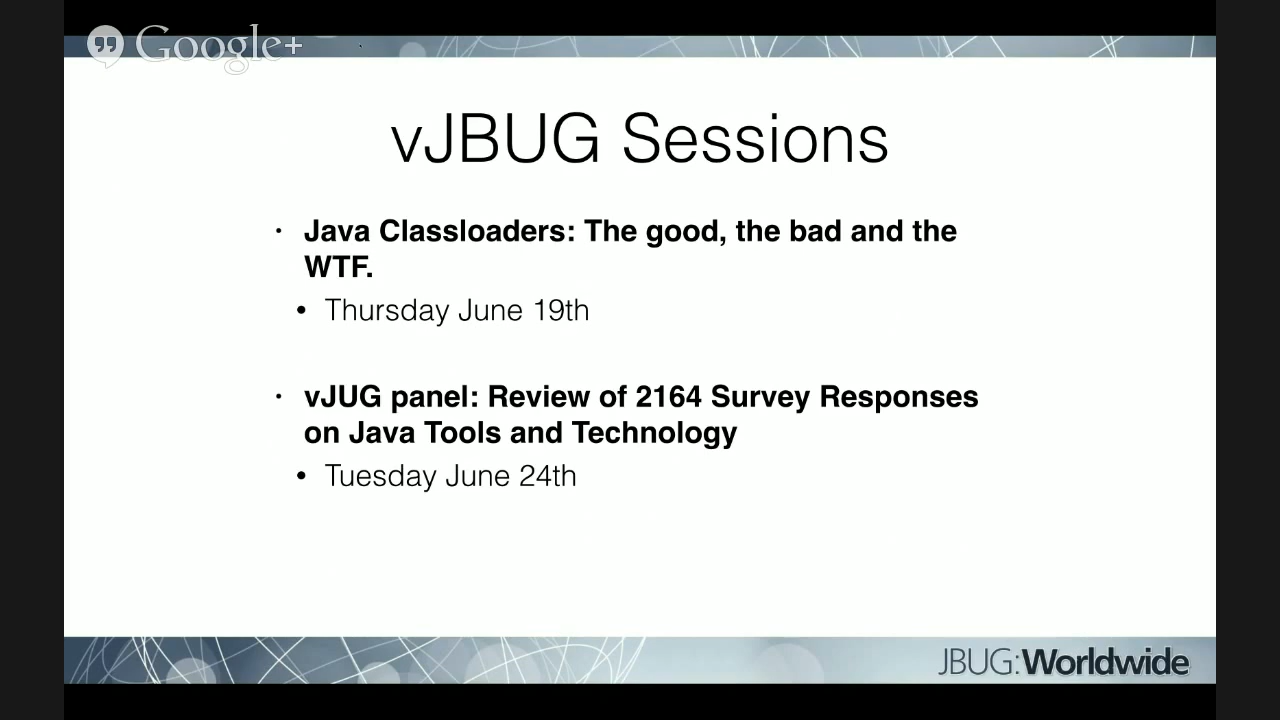 Google+
vJBUG Sessions
• Java Classloaders: The good, the bad and the
WTF.
• Thursday June 19th
• vJUG panel: Review of 2164 Survey Responses
on Java Tools and Technology
• Tuesday June 24th
JBUG:Worldwide